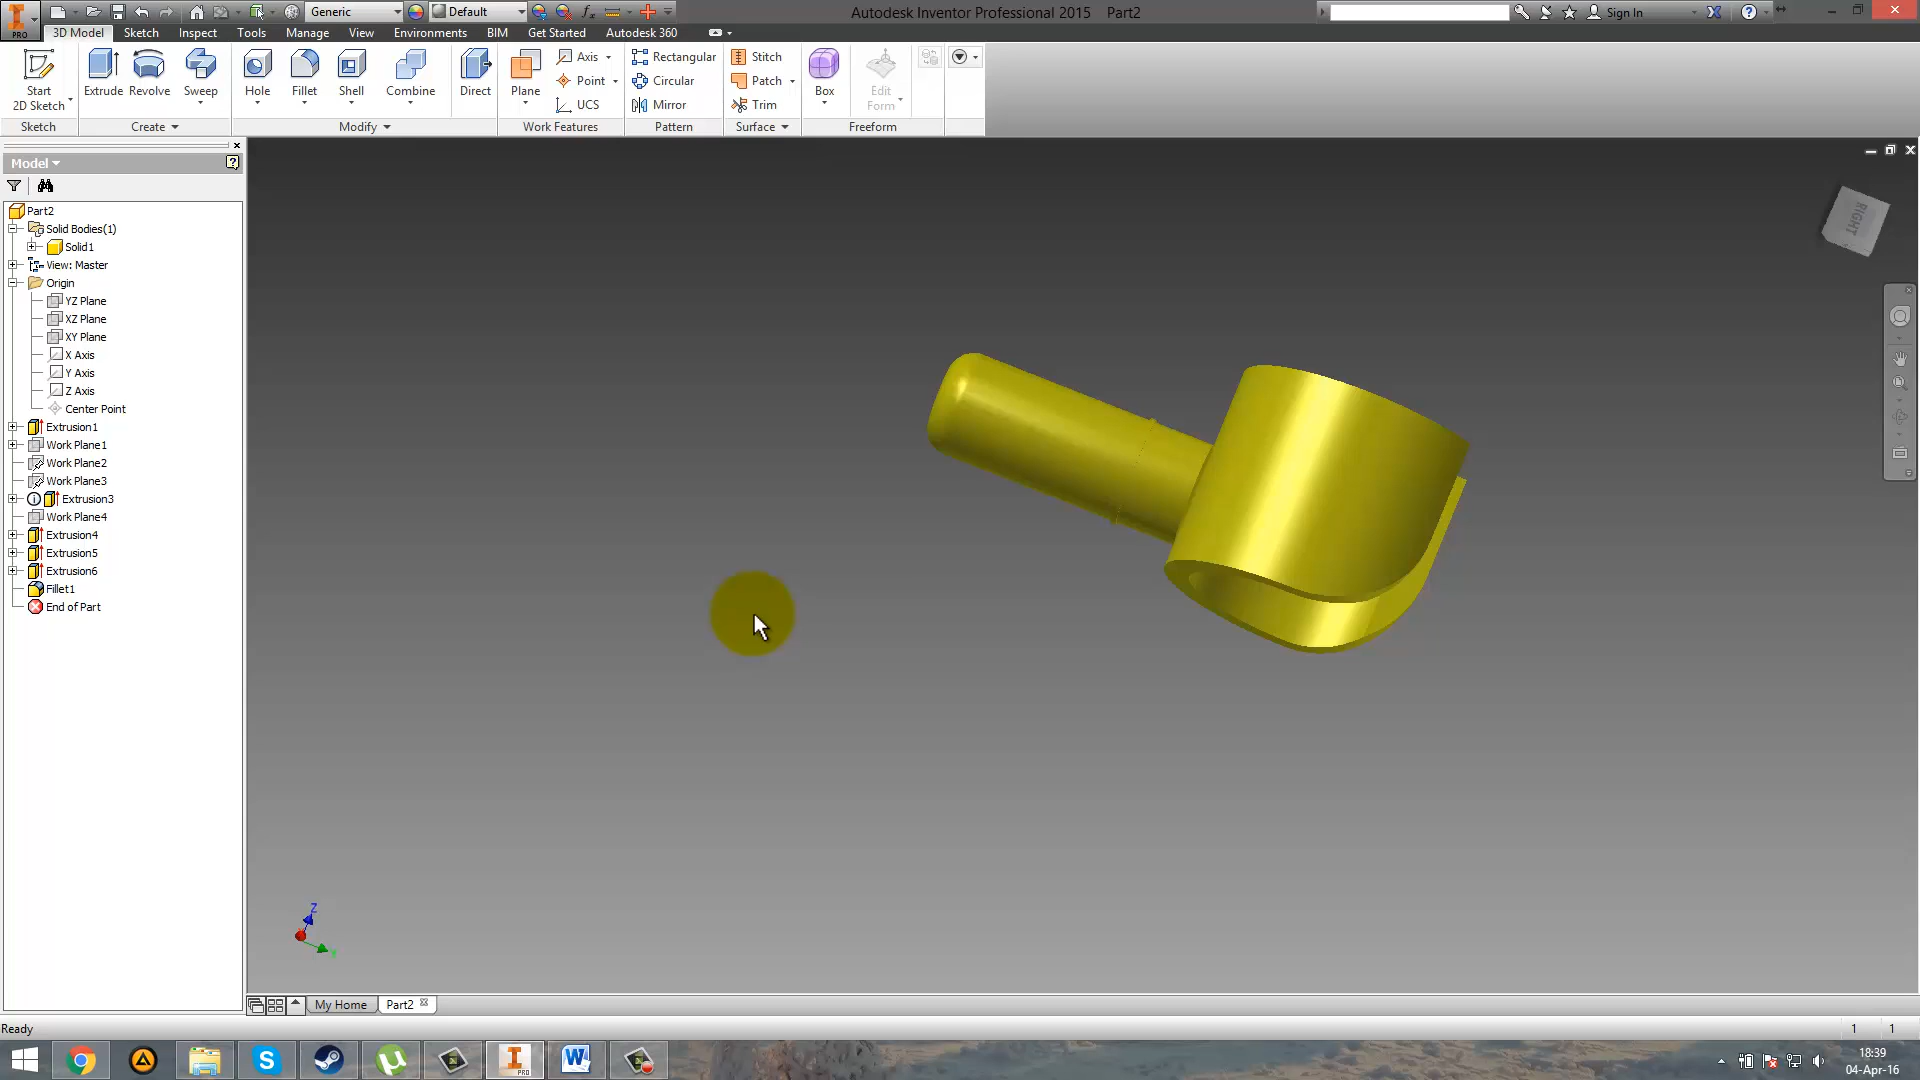 Generic
Default
Autodesk Inventor Professional 2015 Part2
Sign In
PRO
3D Model Sketch Inspect Tools Manage View Environments BIM Get Started Autodesk 360
Start
2D Sketch
Extrude Revolve Sweep
Hole Fillet Shell Combine
Direct
Plane
Axis
Point
UCS
Rectangular
Circular
Mirror
Stitch
Patch
Trim
Box
Edit
Form
Sketch Create Modify Work Features Pattern Surface Freeform
Model
Part2
Solid Bodies(1)
Solid1
View: Master
Origin
YZ Plane
XZ Plane
XY Plane
X Axis
Y Axis
Z Axis
Center Point
Extrusion1
Work Plane1
Work Plane2
Work Plane3
Extrusion3
Work Plane4
Extrusion4
Extrusion5
Extrusion6
Fillet1
End of Part
RIGHT
Z
My Home Part2
Ready 1 1
PRO
18:39
04-Apr-16